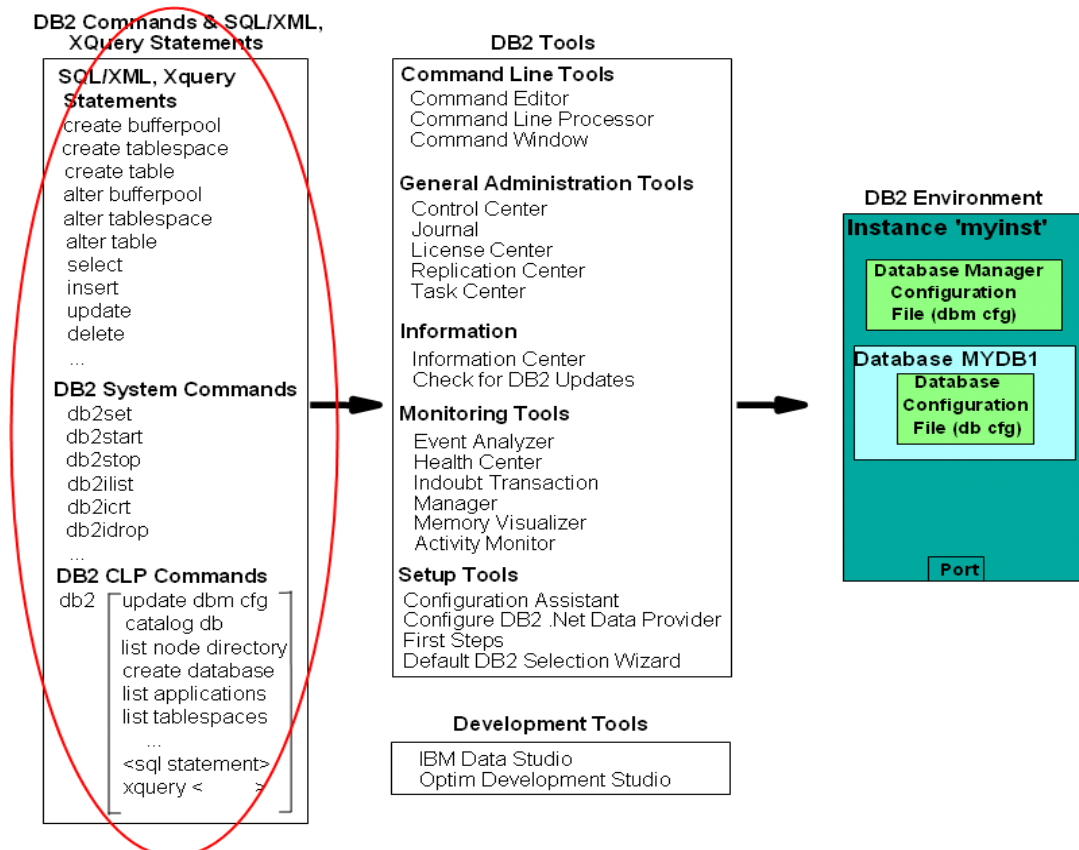 DB2 Commands & SQL/XML,
XQuery Statements
SQL/XML, Xquery
Statements
create bufferpool
create tablespace
create table
alter bufferpool
alter tablespace
alter table
select
insert
update
delete
...
DB2 System Commands
db2set
db2start
db2stop
db2ilist
db2icrt
db2idrop
...
DB2 CLP Commands
db2
update dbm cfg
catalog db
list node directory
create database
list applications
list tablespaces
...
<sql statement>
xquery < >
DB2 Tools
Command Line Tools
Command Editor
Command Line Processor
Command Window
General Administration Tools
Control Center
Journal
License Center
Replication Center
Task Center
Information
Information Center
Check for DB2 Updates
Monitoring Tools
Event Analyzer
Health Center
Indoubt Transaction
Manager
Memory Visualizer
Activity Monitor
Setup Tools
Configuration Assistant
Configure DB2 .Net Data Provider
First Steps
Default DB2 Selection Wizard
Development Tools
IBM Data Studio
Optim Development Studio
DB2 Environment
Instance 'myinst'
Database Manager
Configuration
File (dbm cfg)
Database MYDB1
Database
Configuration
File (db cfg)
Port